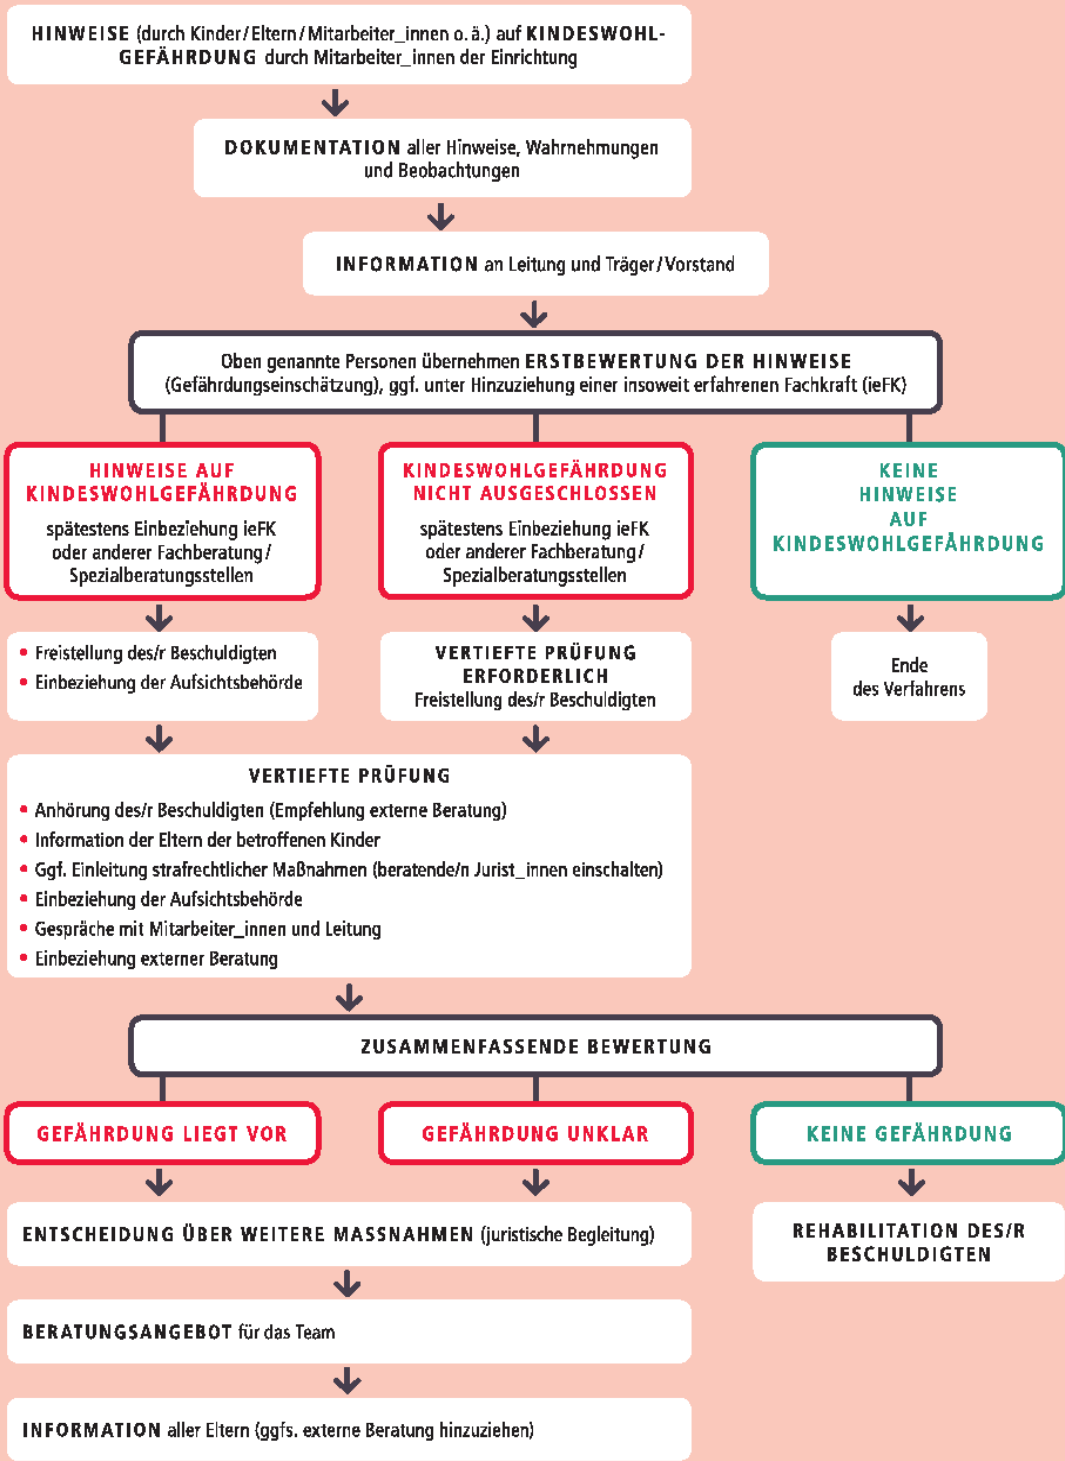 HINWEISE (durch Kinder/Eltern/Mitarbeiter_innen o.ä.) auf KINDESWOHL-
GEFÄHRDUNG durch Mitarbeiter_innen der Einrichtung
DOKUMENTATION aller Hinweise, Wahrnehmungen
und Beobachtungen
INFORMATION an Leitung und Träger/Vorstand
Oben genannte Personen übernehmen ERSTBEWERTUNG DER HINWEISE
(Gefährdungseinschätzung), ggf. unter Hinzuziehung einer insoweit erfahrenen Fachkraft (ieFK)
HINWEISE AUF
KINDESWOHLGEFÄHRDUNG
spätestens Einbeziehung ieFK
oder anderer Fachberatung/
Spezialberatungsstellen
KINDESWOHLGEFÄHRDUNG
NICHT AUSGESCHLOSSEN
spätestens Einbeziehung ieFK
oder anderer Fachberatung/
Spezialberatungsstellen
KEINE
HINWEISE
AUF
KINDESWOHLGEFÄHRDUNG
• Freistellung des/r Beschuldigten
• Einbeziehung der Aufsichtsbehörde
VERTIEFTE PRÜFUNG
ERFORDERLICH
Freistellung des/r Beschuldigten
Ende
des Verfahrens
VERTIEFTE PRÜFUNG
• Anhörung des/r Beschuldigten (Empfehlung externe Beratung)
• Information der Eltern der betroffenen Kinder
• Ggf. Einleitung strafrechtlicher Maßnahmen (beratende/n Jurist_innen einschalten)
• Einbeziehung der Aufsichtsbehörde
• Gespräche mit Mitarbeiter_innen und Leitung
• Einbeziehung externer Beratung
ZUSAMMENFASSENDE BEWERTUNG
GEFÄHRDUNG LIEGT VOR
GEFÄHRDUNG UNKLAR
KEINE GEFÄHRDUNG
ENTSCHEIDUNG ÜBER WEITERE MASSNAHMEN (juristische Begleitung)
REHABILITATION DES/R
BESCHULDIGTEN
BERATUNGSANGEBOT für das Team
INFORMATION aller Eltern (ggfs. externe Beratung hinzuziehen)